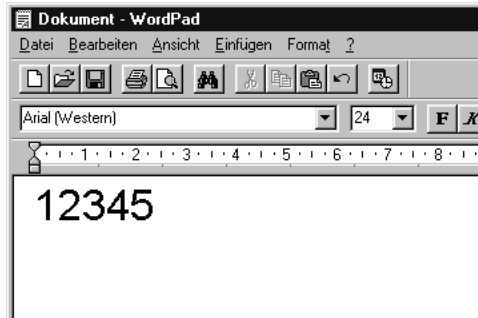 Dokument - WordPad
Datei Bearbeiten Ansicht Einfügen Format ?
Arial (Western) 24 F K
1 2 3 4 5 6 7 8
12345